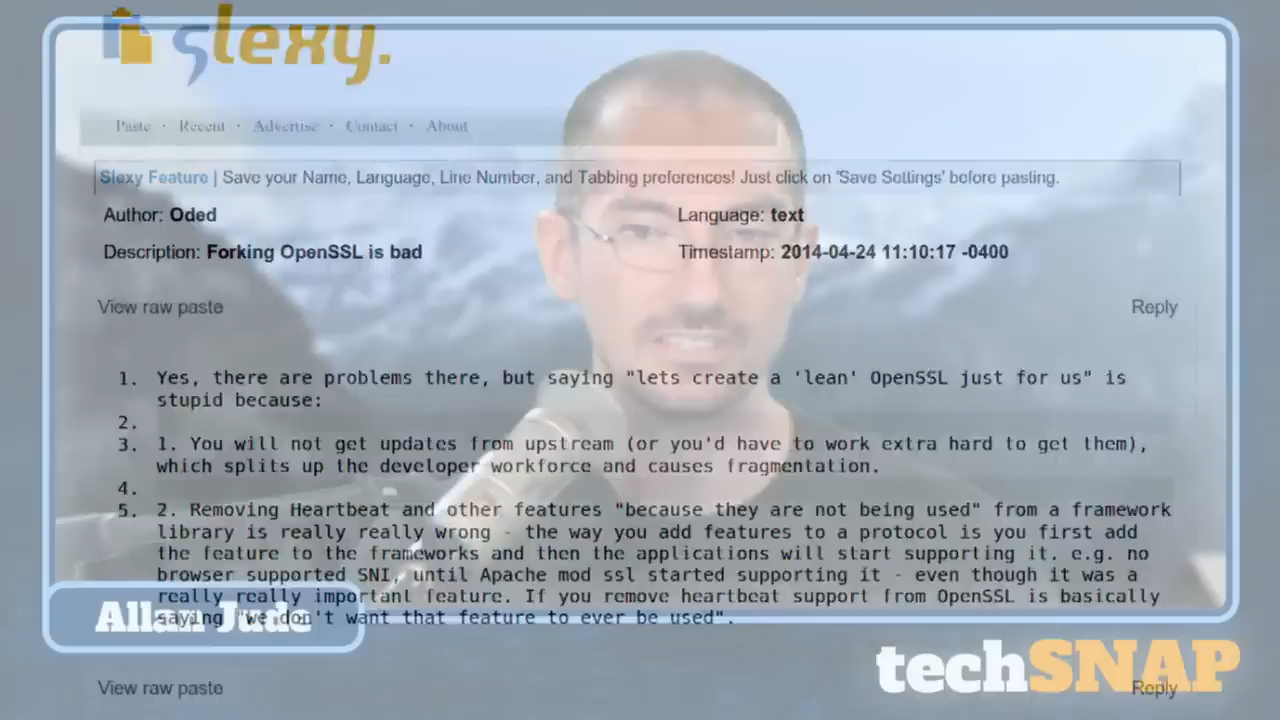 slexy.
Paste · Recent · Advertise · Contact · About
Slexy Feature | Save your Name, Language, Line Number, and Tabbing preferences! Just click on 'Save Settings' before pasting.
Author: Oded Language: text
Description: Forking OpenSSL is bad Timestamp: 2014-04-24 11:10:17 -0400
View raw paste Reply
1. Yes, there are problems there, but saying "lets create a 'lean' OpenSSL just for us" is
stupid because:
2.
3. 1. You will not get updates from upstream (or you'd have to work extra hard to get them),
which splits up the developer workforce and causes fragmentation.
4.
5. 2. Removing Heartbeat and other features "because they are not being used" from a framework
library is really really wrong - the way you add features to a protocol is you first add
the feature to the frameworks and then the applications will start supporting it. e.g. no
browser supported SNI, until Apache mod ssl started supporting it - even though it was a
really really important feature. If you remove heartbeat support from OpenSSL is basically
saying "we don't want that feature to ever be used".
Allan Jude
techSNAP
View raw paste Reply